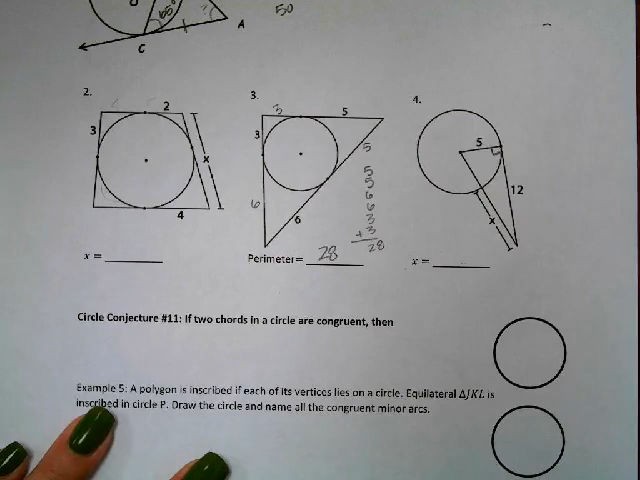 65°
50
C
A
2.
3.
4.
2
3
x
4
3
5
3
5
6
6
5
5
6
6
3
+3
28
5
12
x
x = ________
Perimeter= 28
x = ________
Circle Conjecture #11: If two chords in a circle are congruent, then
Example 5: A polygon is inscribed if each of its vertices lies on a circle. Equilateral ΔJKL is
inscribed in circle P. Draw the circle and name all the congruent minor arcs.